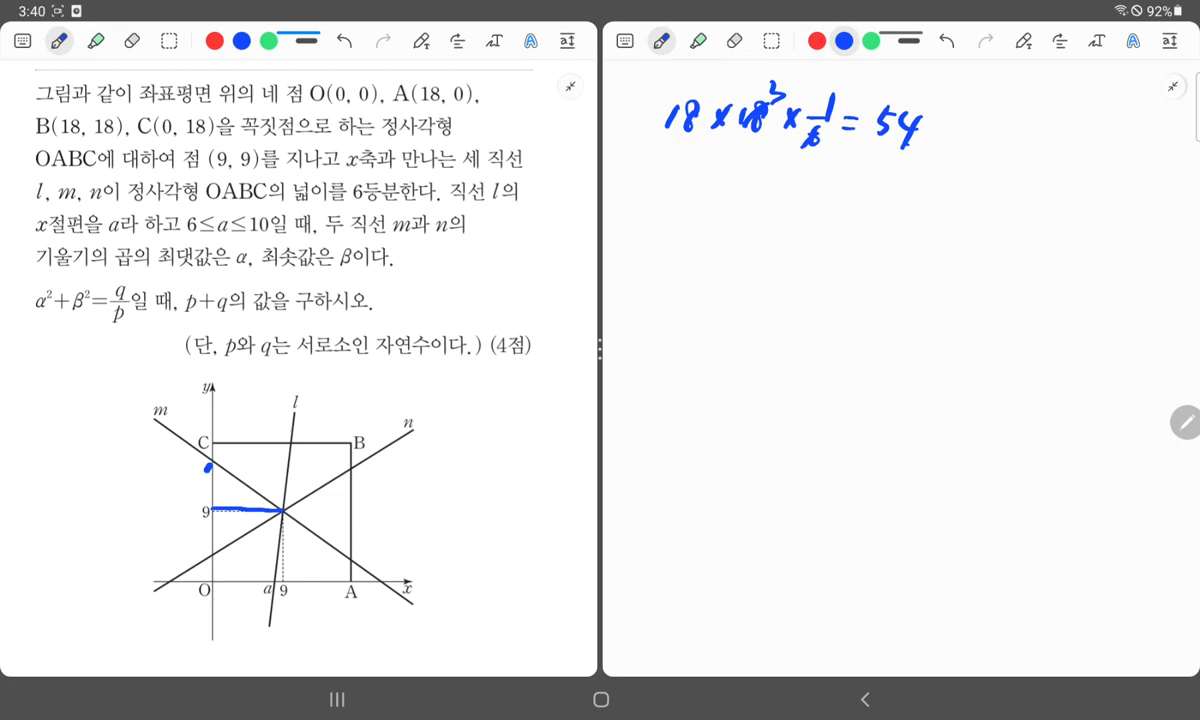 3:40
92%
그림과 같이 좌표평면 위의 네 점 O(0, 0), A(18, 0),
B(18, 18), C(0, 18)을 꼭짓점으로 하는 정사각형
OABC에 대하여 점 (9, 9)를 지나고 x축과 만나는 세 직선
l, m, n이 정사각형 OABC의 넓이를 6등분한다. 직선 l의
x절편을 a라 하고 6≤a≤10일 때, 두 직선 m과 n의
기울기의 곱의 최댓값은 α, 최솟값은 β이다.
α²+β²=q/p일 때, p+q의 값을 구하시오.
(단, p와 q는 서로소인 자연수이다.) (4점)
y
l
m
n
C
B
9
O
a
9
A
x
18 × 18 3 × 1/6 = 54